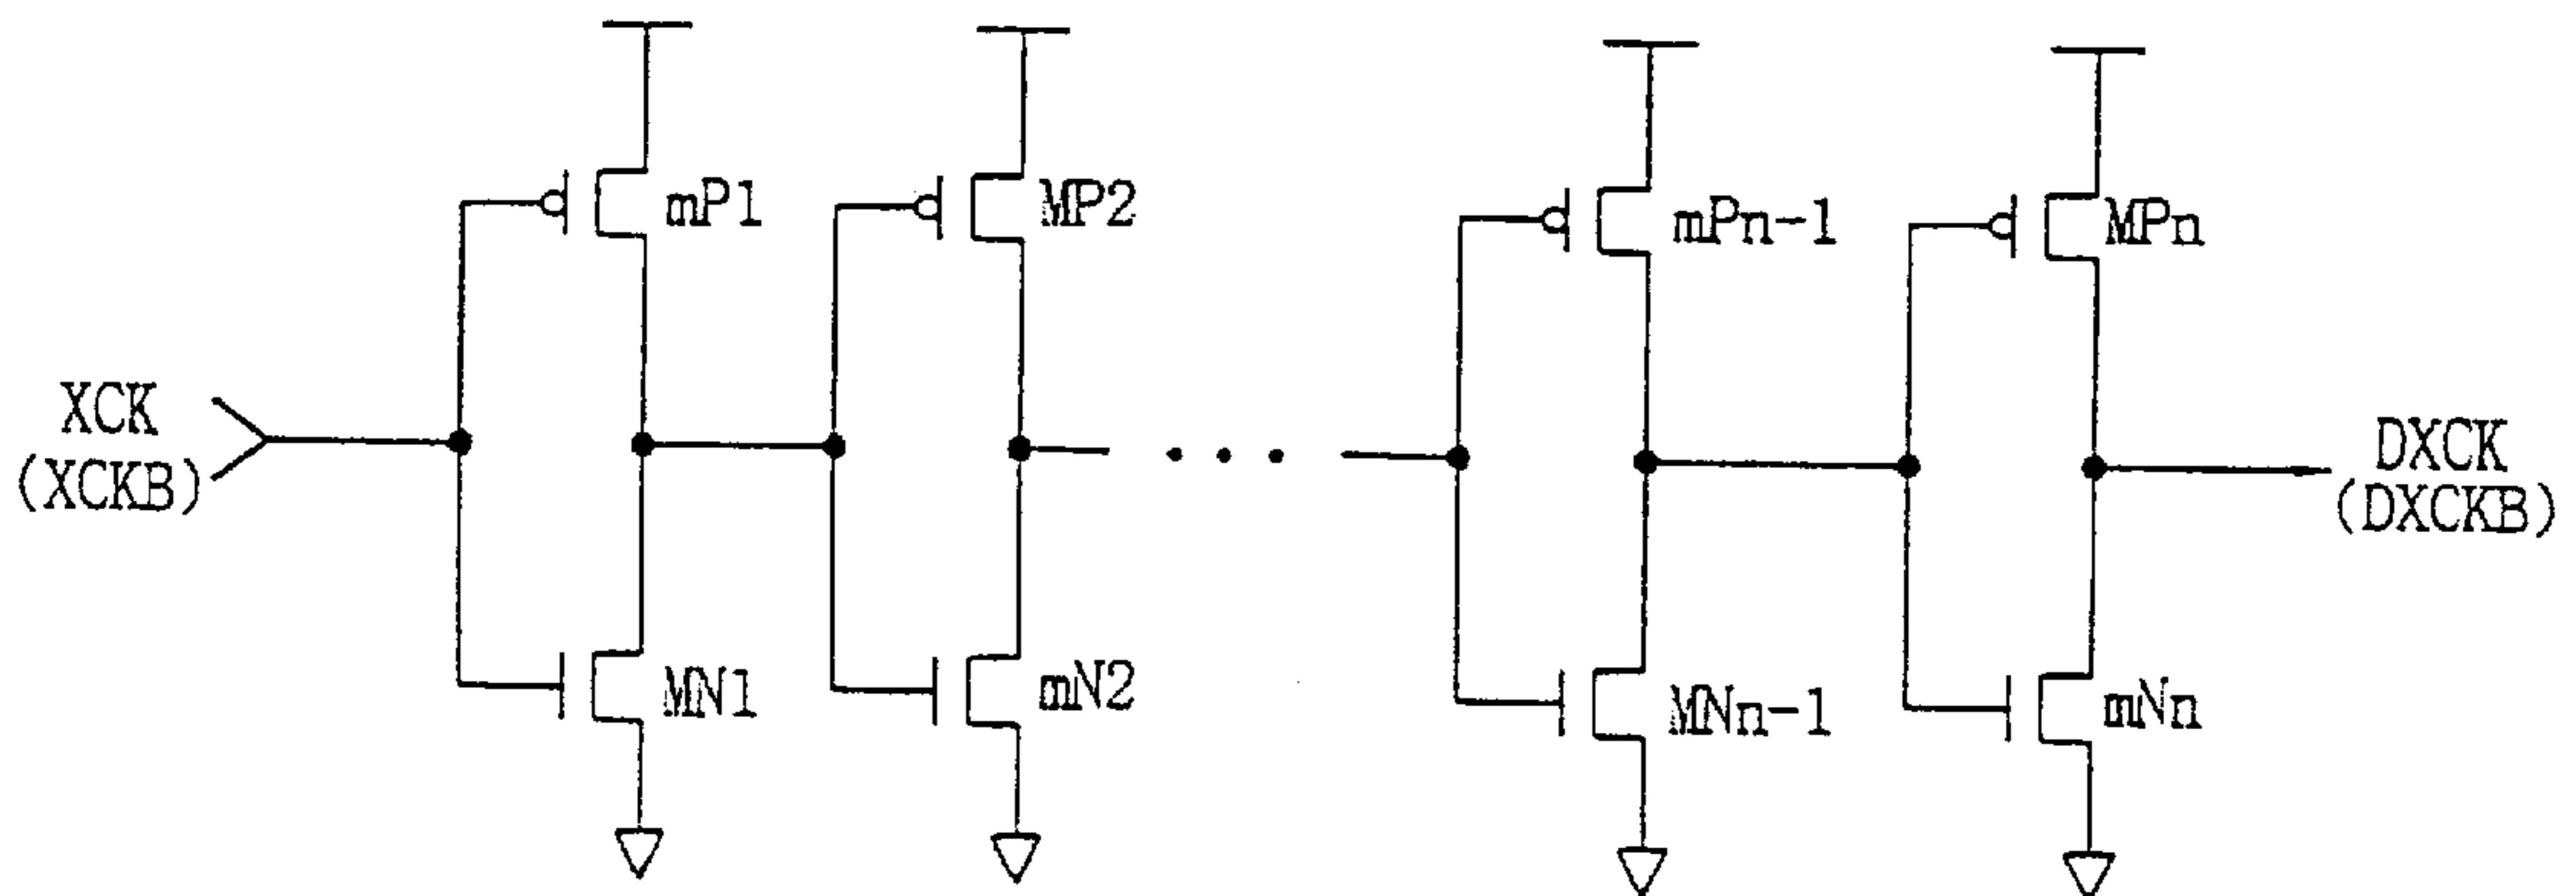 mP1
MP2
mPn-1
MPn
XCK
(XCKB)
DXCK
(DXCKB)
MN1
mN2
MNn-1
mNn